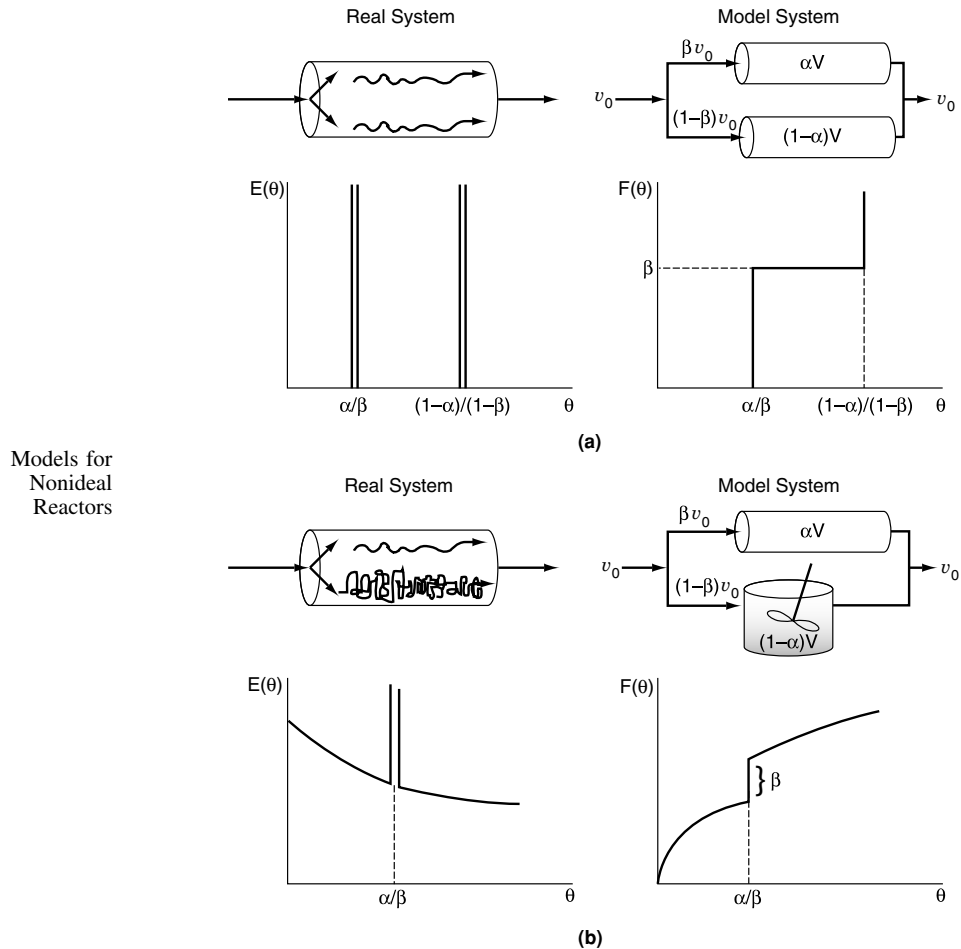 Real System
Model System
βv₀
αV
v₀
v₀
(1–β)v₀
(1–α)V
E(θ)
F(θ)
β
α/β
(1–α)/(1–β)
θ
α/β
(1–α)/(1–β)
θ
(a)
Models for
Nonideal
Reactors
Real System
Model System
βv₀
αV
v₀
v₀
(1–β)v₀
(1–α)V
E(θ)
F(θ)
} β
α/β
θ
α/β
θ
(b)